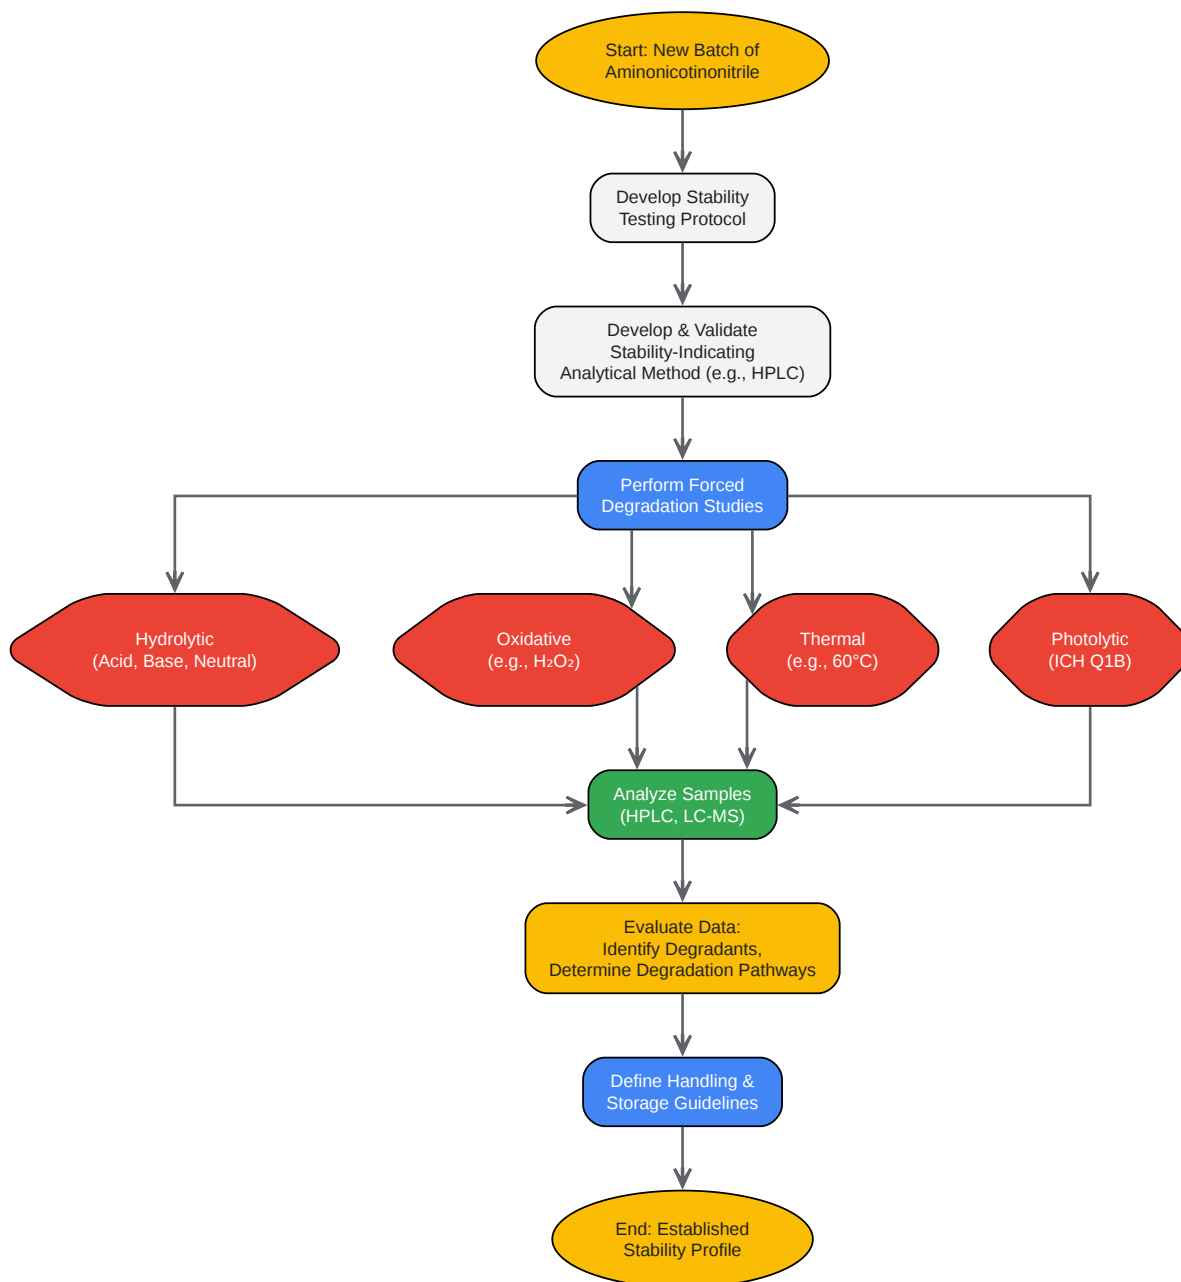 Start: New Batch of
Aminonicotinonitrile
Develop Stability
Testing Protocol
Develop & Validate
Stability-Indicating
Analytical Method (e.g., HPLC)
Perform Forced
Degradation Studies
Hydrolytic
(Acid, Base, Neutral)
Oxidative
(e.g., H₂O₂)
Thermal
(e.g., 60°C)
Photolytic
(ICH Q1B)
Analyze Samples
(HPLC, LC-MS)
Evaluate Data:
Identify Degradants,
Determine Degradation Pathways
Define Handling &
Storage Guidelines
End: Established
Stability Profile